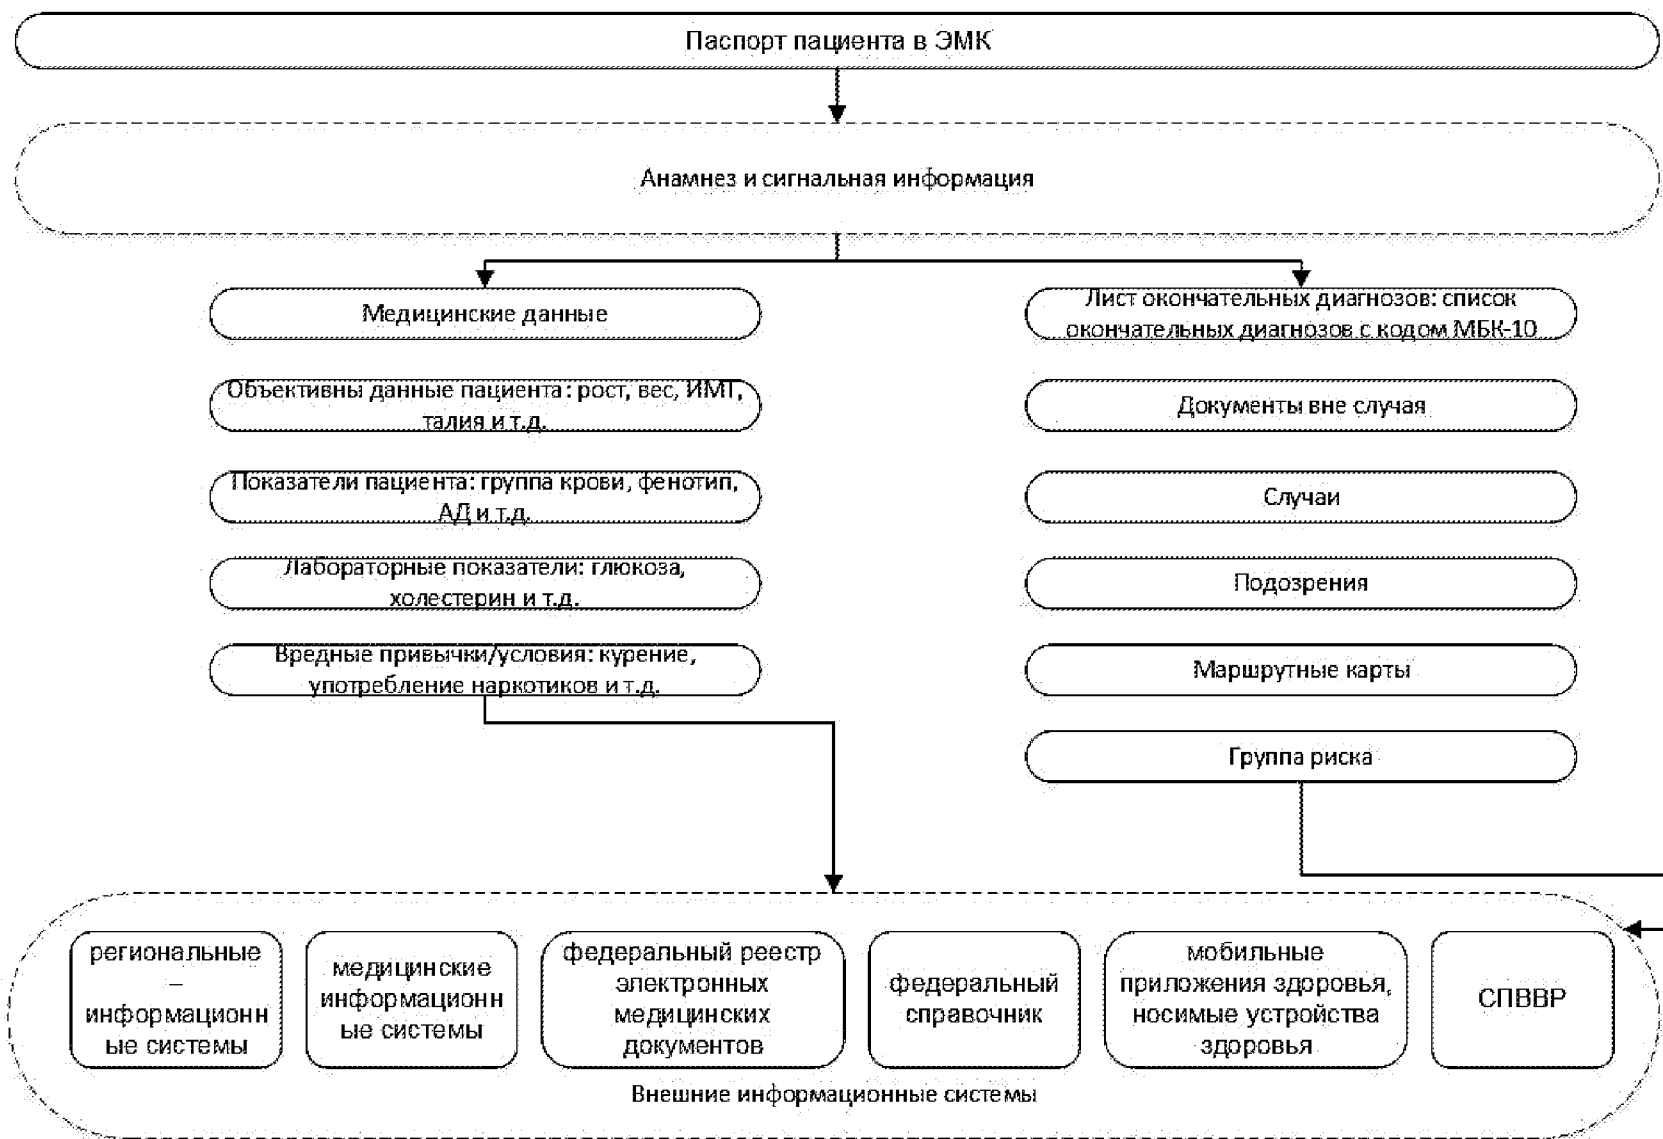 Паспорт пациента в ЭМК
Анамнез и сигнальная информация
Медицинские данные
Объективны данные пациента: рост, вес, ИМТ,
талия и т.д.
Показатели пациента: группа крови, фенотип,
АД и т.д.
Лабораторные показатели: глюкоза,
холестерин и т.д.
Вредные привычки/условия: курение,
употребление наркотиков и т.д.
Лист окончательных диагнозов: список
окончательных диагнозов с кодом МБК-10
Документы вне случая
Случаи
Подозрения
Маршрутные карты
Группа риска
региональные
–
информационн
ые системы
медицинские
информационн
ые системы
федеральный реестр
электронных
медицинских
документов
федеральный
справочник
мобильные
приложения здоровья,
носимые устройства
здоровья
СПВВР
Внешние информационные системы